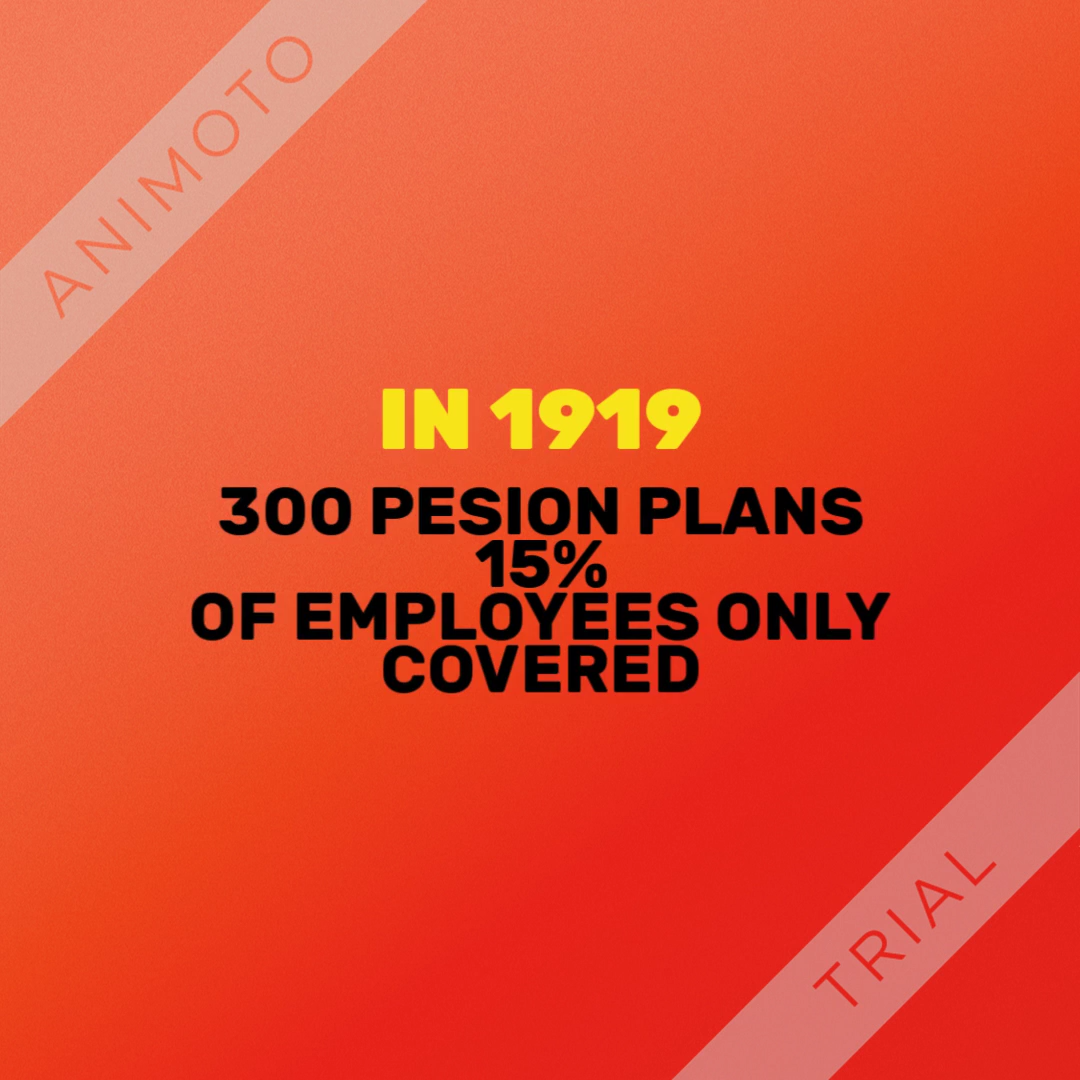 ANIMOTO
IN 1919
300 PESION PLANS
15%
OF EMPLOYEES ONLY
COVERED
TRIAL